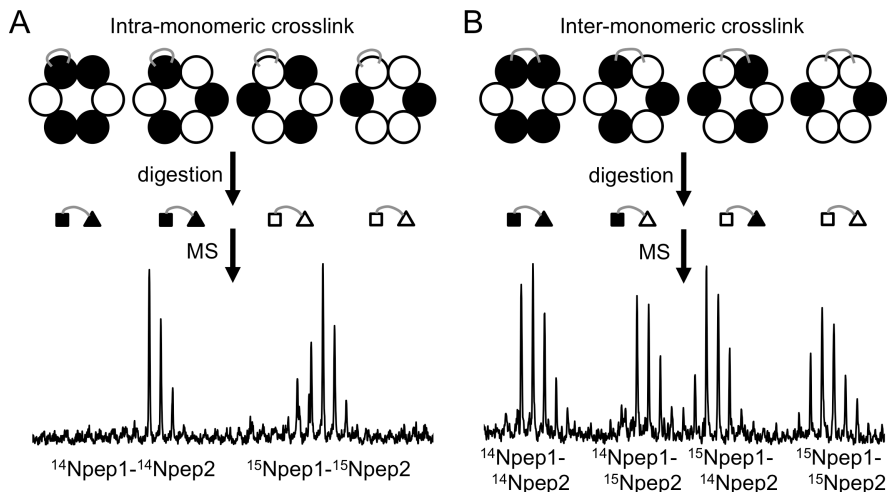 A
Intra-monomeric crosslink
digestion
MS
¹⁴Npep1-¹⁴Npep2
¹⁵Npep1-¹⁵Npep2
B
Inter-monomeric crosslink
digestion
MS
¹⁴Npep1-
¹⁴Npep2
¹⁴Npep1-
¹⁵Npep2
¹⁵Npep1-
¹⁴Npep2
¹⁵Npep1-
¹⁵Npep2